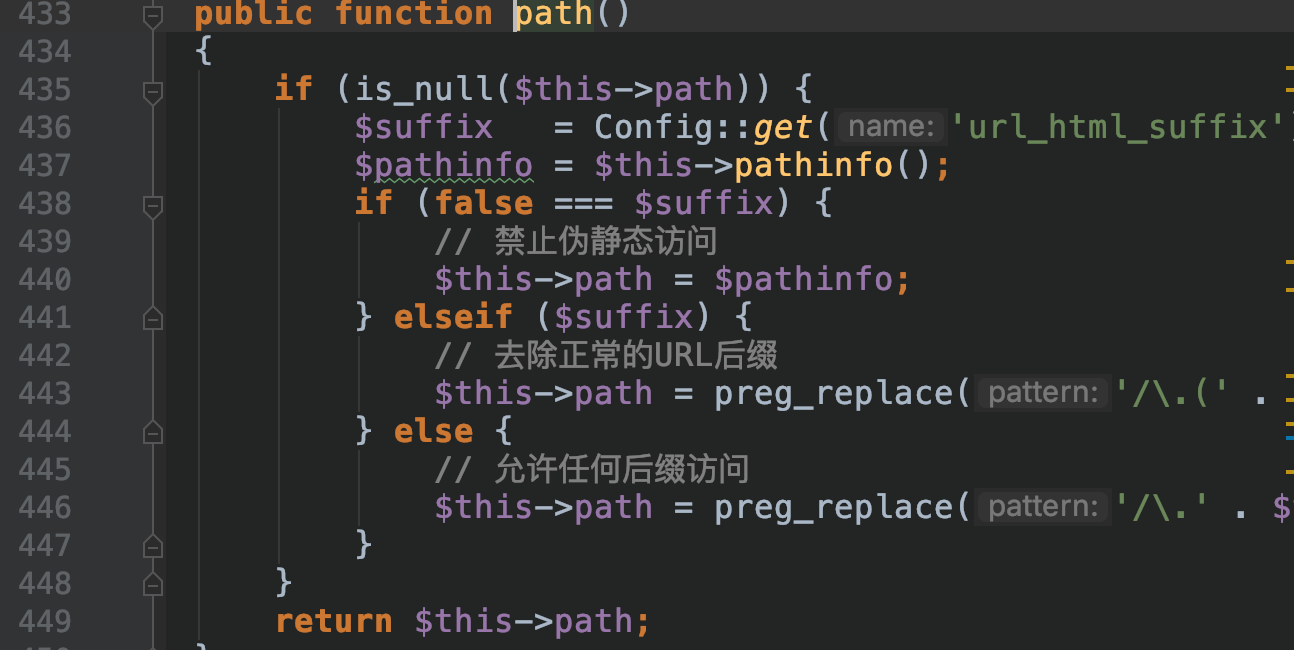 433 public function path()
434 {
435 if (is_null($this->path)) {
436 $suffix = Config::get( name: 'url_html_suffix')
437 $pathinfo = $this->pathinfo();
438 if (false === $suffix) {
439 // 禁止伪静态访问
440 $this->path = $pathinfo;
441 } elseif ($suffix) {
442 // 去除正常的URL后缀
443 $this->path = preg_replace( pattern: '/\.(' .
444 } else {
445 // 允许任何后缀访问
446 $this->path = preg_replace( pattern: '/\.' . $
447 }
448 }
449 return $this->path;